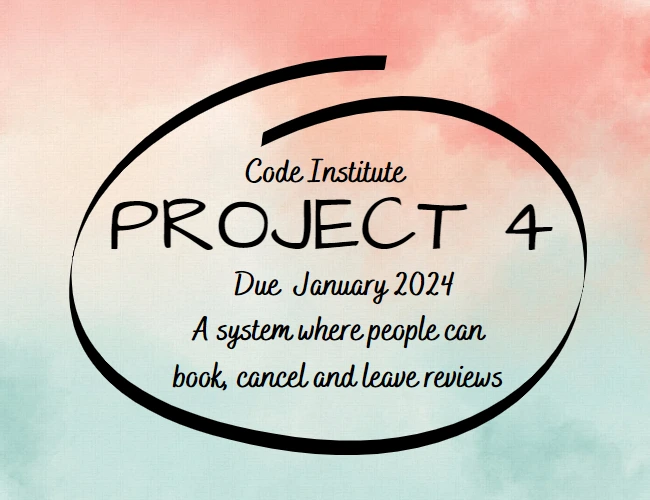 Code Institute
PROJECT 4
Due January 2024
A system where people can
book, cancel and leave reviews